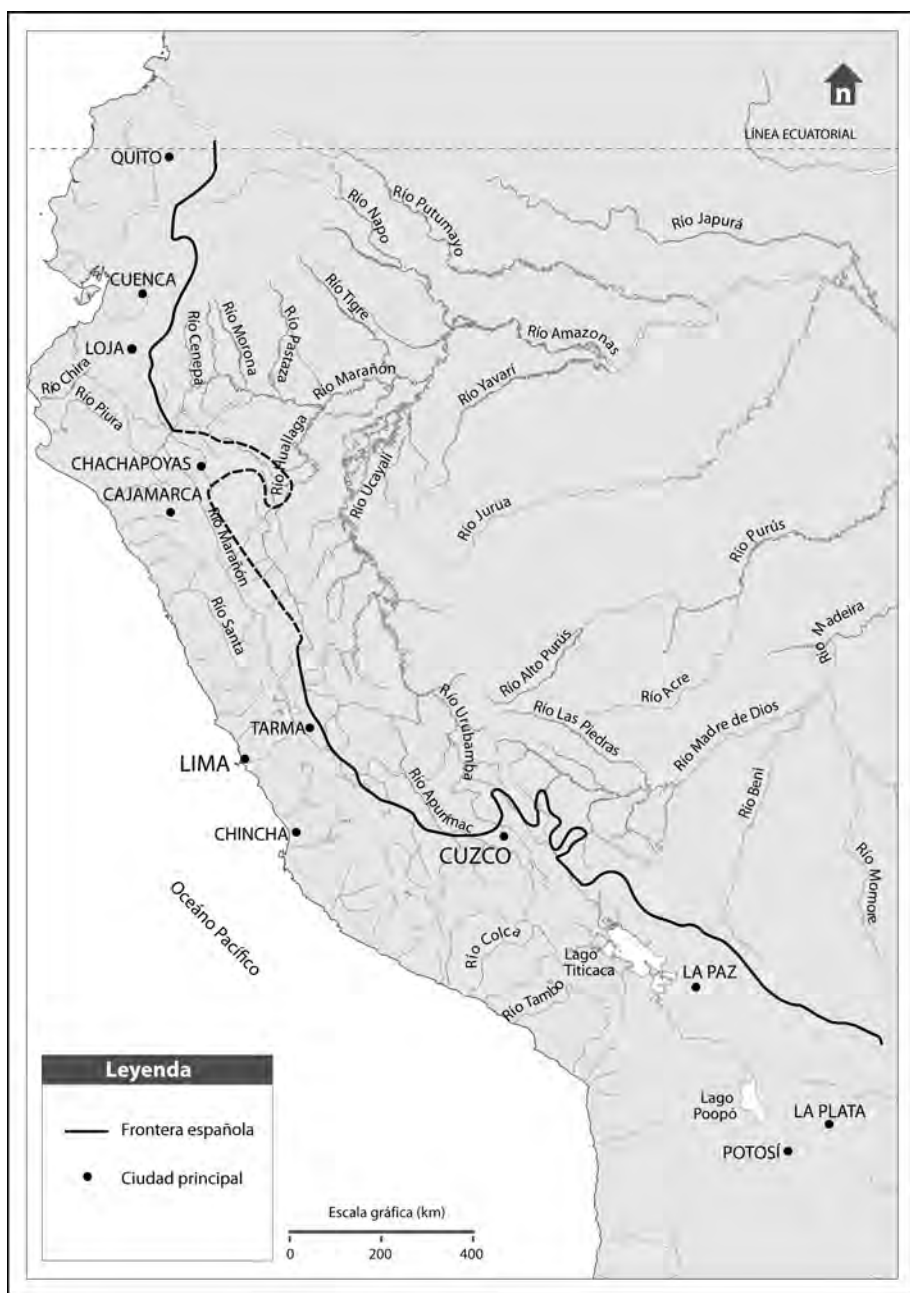 n
LÍNEA ECUATORIAL
QUITO
Río Napo
Río Putumayo
Río Japurá
CUENCA
Río Tigre
LOJA
Río Cenepa
Río Morona
Río Pastaza
Río Amazonas
Río Chira
Río Marañón
Río Yavarí
Río Piura
Río Huallaga
CHACHAPOYAS
Río Ucayali
CAJAMARCA
Río Jurua
Río Marañón
Río Purús
Río Santa
Río Madeira
Río Alto Purús
Río Acre
Río Urubamba
Río Las Piedras
Río Madre de Dios
TARMA
LIMA
Río Apurímac
Río Beni
CHINCHA
CUZCO
Río Momore
Oceáno Pacífico
Río Colca
Lago
Titicaca
LA PAZ
Río Tambo
Leyenda
Frontera española
Ciudad principal
Lago
Poopó
LA PLATA
POTOSÍ
Escala gráfica (km)
0 200 400